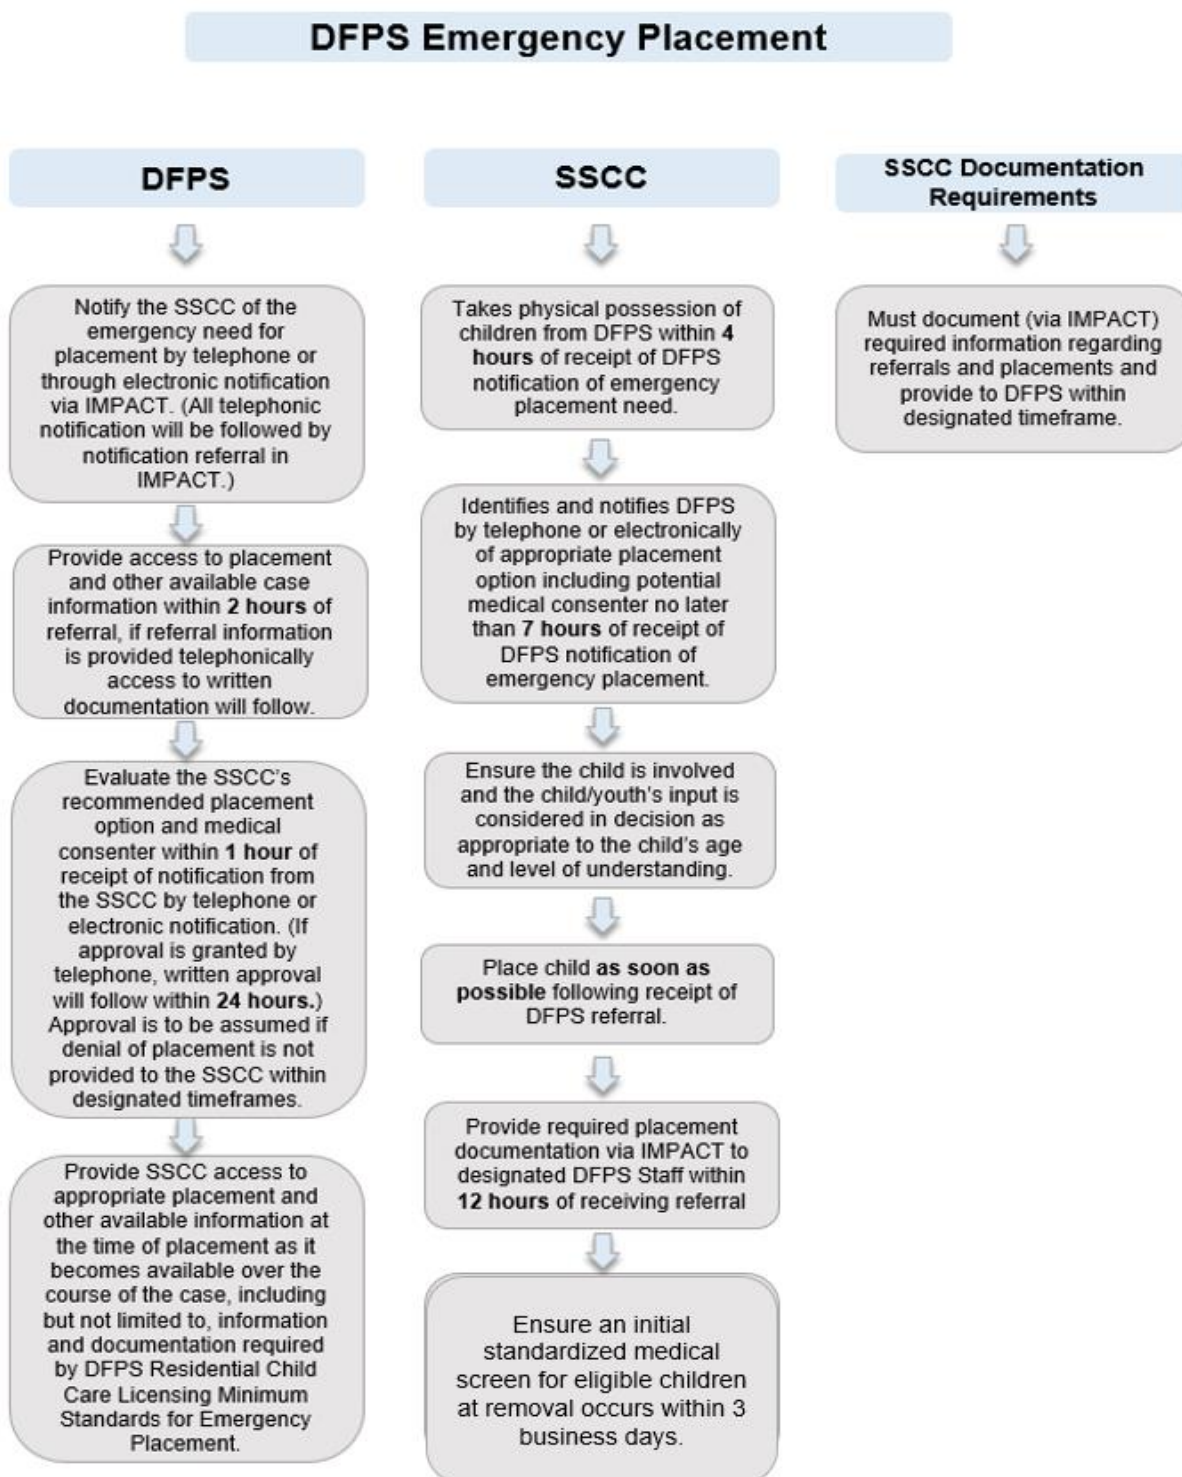 DFPS Emergency Placement
DFPS
Notify the SSCC of the
emergency need for
placement by telephone or
through electronic notification
via IMPACT. (All telephonic
notification will be followed by
notification referral in
IMPACT.)
Provide access to placement
and other available case
information within 2 hours of
referral, if referral information
is provided telephonically
access to written
documentation will follow.
Evaluate the SSCC's
recommended placement
option and medical
consenter within 1 hour of
receipt of notification from
the SSCC by telephone or
electronic notification. (If
approval is granted by
telephone, written approval
will follow within 24 hours.)
Approval is to be assumed if
denial of placement is not
provided to the SSCC within
designated timeframes.
Provide SSCC access to
appropriate placement and
other available information at
the time of placement as it
becomes available over the
course of the case, including
but not limited to, information
and documentation required
by DFPS Residential Child
Care Licensing Minimum
Standards for Emergency
Placement.
SSCC
Takes physical possession of
children from DFPS within 4
hours of receipt of DFPS
notification of emergency
placement need.
Identifies and notifies DFPS
by telephone or electronically
of appropriate placement
option including potential
medical consenter no later
than 7 hours of receipt of
DFPS notification of
emergency placement.
Ensure the child is involved
and the child/youth's input is
considered in decision as
appropriate to the child's age
and level of understanding.
Place child as soon as
possible following receipt of
DFPS referral.
Provide required placement
documentation via IMPACT to
designated DFPS Staff within
12 hours of receiving referral
Ensure an initial
standardized medical
screen for eligible children
at removal occurs within 3
business days.
SSCC Documentation
Requirements
Must document (via IMPACT)
required information regarding
referrals and placements and
provide to DFPS within
designated timeframe.